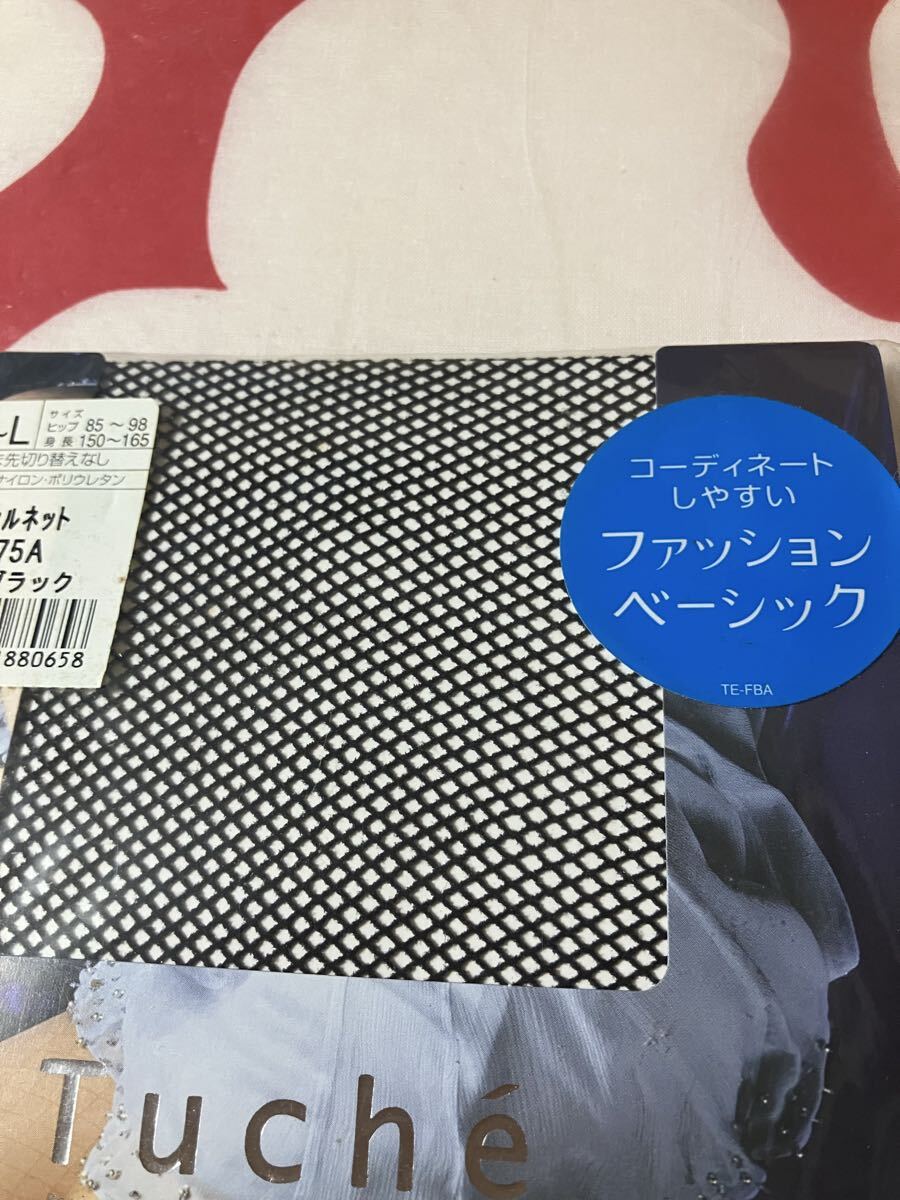 ~L
サイズ
ヒップ 85～98
身長 150～165
先切り替えなし
ナイロン・ポリウレタン
ルネット
75A
ブラック
880658
コーディネート
しやすい
ファッション
ベーシック
TE-FBA
Tuché